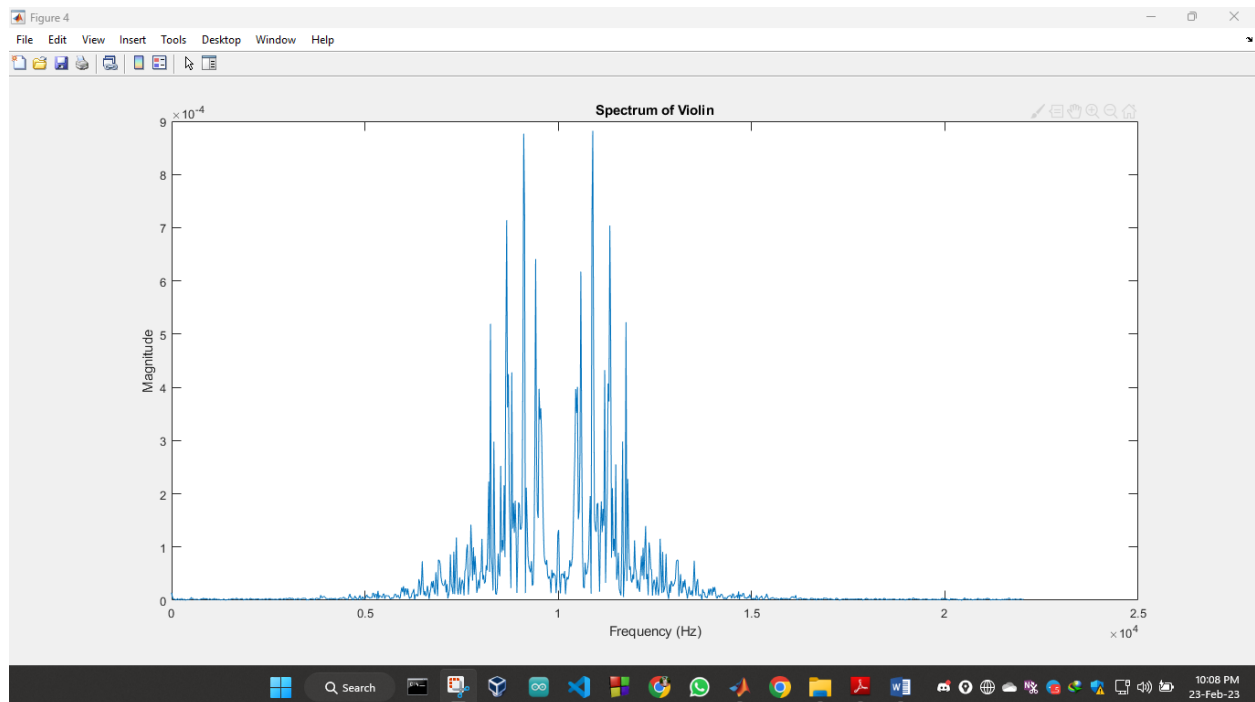 Figure 4
File Edit View Insert Tools Desktop Window Help
Spectrum of Violin
×10-4
9
8
7
6
5
4
3
2
1
0
Magnitude
0 0.5 1 1.5 2 2.5
Frequency (Hz)
×10^4
Search
10:08 PM
23-Feb-23